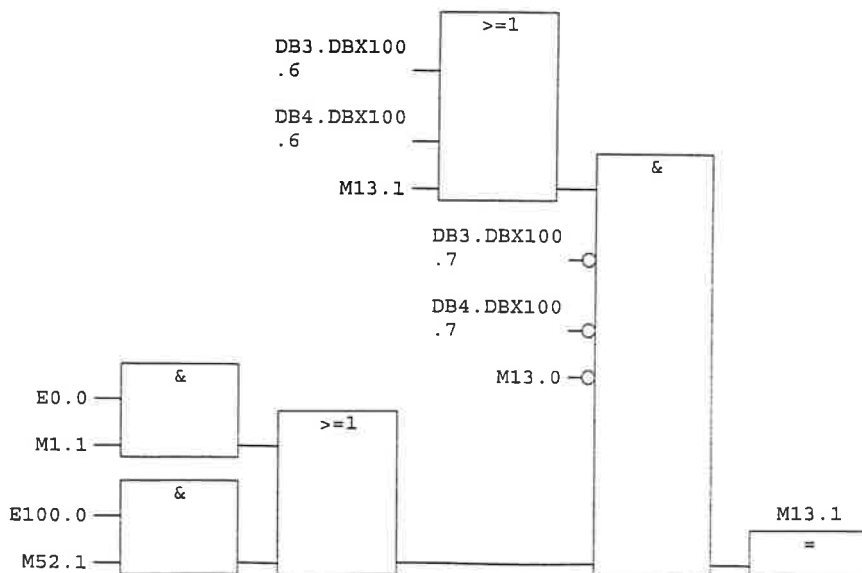 >=1
DB3.DBX100
.6
DB4.DBX100
.6
M13.1
&
DB3.DBX100
.7
DB4.DBX100
.7
M13.0
&
E0.0
M1.1
>=1
&
E100.0
M52.1
M13.1
=